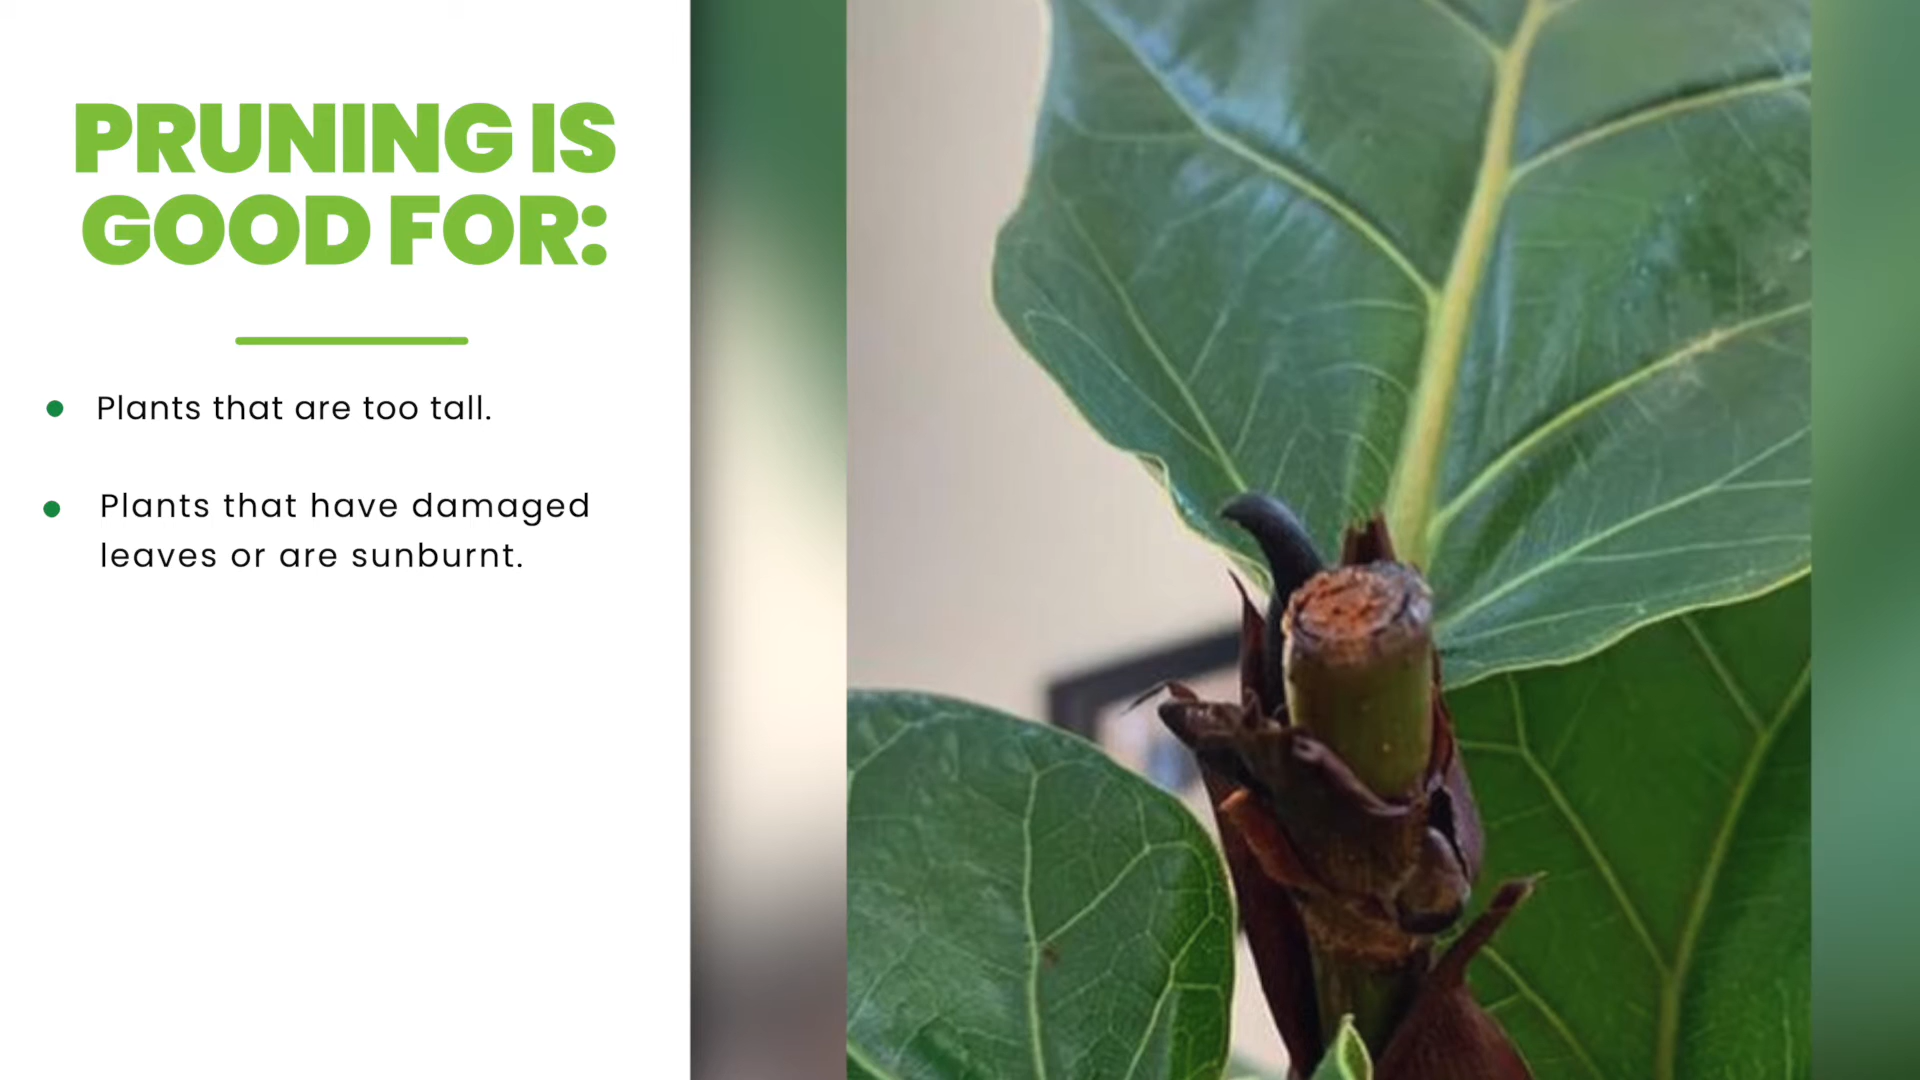 PRUNING IS
GOOD FOR:
Plants that are too tall.
Plants that have damaged
leaves or are sunburnt.